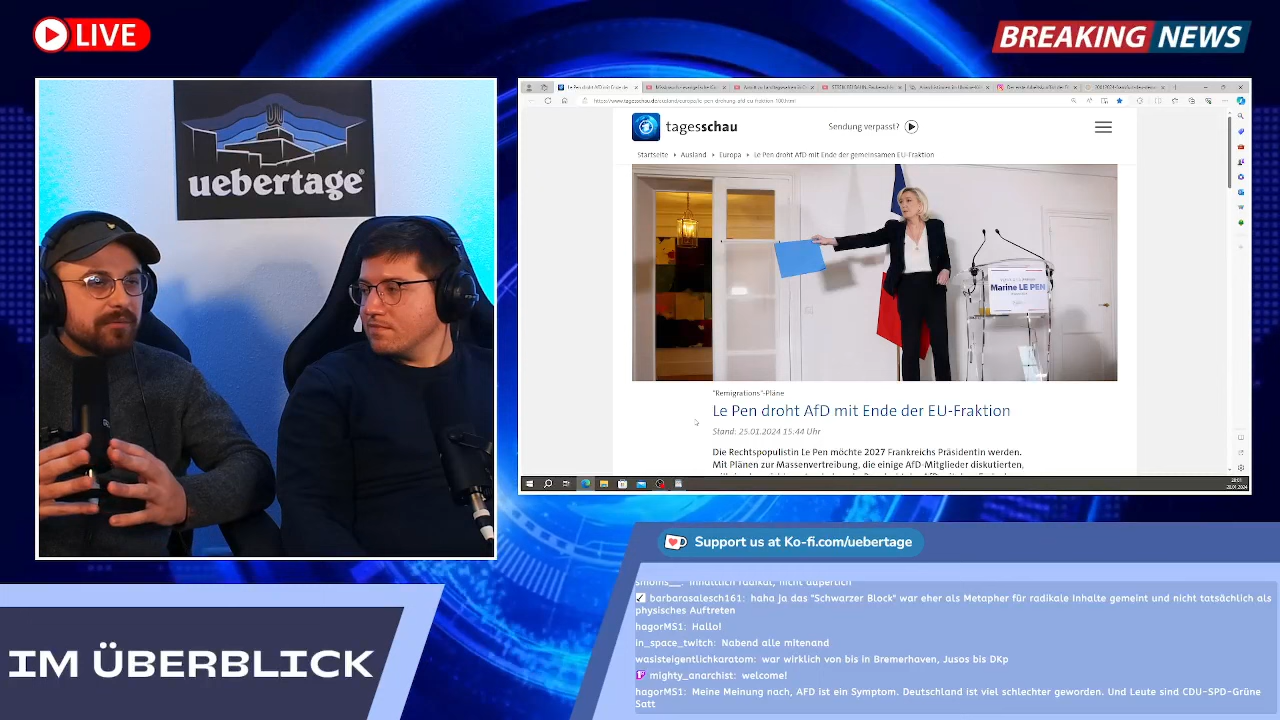 LIVE
BREAKING NEWS
uebertage
tagesschau
Sendung verpasst?
Startseite
Ausland
Europa
Le Pen droht AfD mit Ende der gemeinsamen EU-Fraktion
Marine LE PEN
"Remigrations"-Pläne
Le Pen droht AfD mit Ende der EU-Fraktion
Stand: 25.01.2024 15:44 Uhr
Die Rechtspopulistin Le Pen möchte 2027 Frankreichs Präsidentin werden.
Mit Plänen zur Massenvertreibung, die einige AfD-Mitglieder diskutierten,
Support us at Ko-fi.com/uebertage
barbarasalesch161: haha ja das "Schwarzer Block" war eher als Metapher für radikale Inhalte gemeint und nicht tatsächlich als
physisches Auftreten
hagorMS1: Hallo!
in_space_twitch: Nabend alle mitenand
wasisteigentlichkaratom: war wirklich von bis in Bremerhaven, Jusos bis DKp
mighty_anarchist: welcome!
hagorMS1: Meine Meinung nach, AFD ist ein Symptom. Deutschland ist viel schlechter geworden. Und Leute sind CDU-SPD-Grüne
Satt
IM ÜBERBLICK